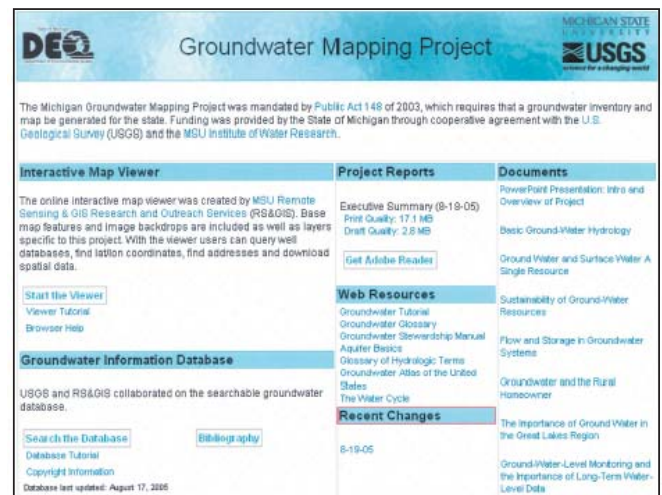 DEQ
Groundwater Mapping Project
MICHIGAN STATE
UNIVERSITY
USGS
science for a changing world
The Michigan Groundwater Mapping Project was mandated by Public Act 148 of 2003, which requires that a groundwater inventory and
map be generated for the state. Funding was provided by the State of Michigan through cooperative agreement with the U.S.
Geological Survey (USGS) and the MSU Institute of Water Research.
Interactive Map Viewer
The online interactive map viewer was created by MSU Remote
Sensing & GIS Research and Outreach Services (RS&GIS). Base
map features and image backdrops are included as well as layers
specific to this project. With the viewer users can query well
databases, find lat/lon coordinates, find addresses and download
spatial data.
Start the Viewer
Viewer Tutorial
Browser Help
Groundwater Information Database
USGS and RS&GIS collaborated on the searchable groundwater
database.
Search the Database
Bibliography
Database Tutorial
Copyright Information
Database last updated: August 17, 2005
Project Reports
Executive Summary (8-18-05)
Print Quality: 17.1 MB
Draft Quality: 2.8 MB
Get Adobe Reader
Web Resources
Groundwater Tutorial
Groundwater Glossary
Groundwater Stewardship Manual
Aquifer Basics
Glossary of Hydrologic Terms
Groundwater Atlas of the United
States
The Water Cycle
Recent Changes
8-19-05
Documents
PowerPoint Presentation: Intro and
Overview of Project
Basic Ground-Water Hydrology
Ground Water and Surface Water A
Single Resource
Sustainability of Ground-Water
Resources
Flow and Storage in Groundwater
Systems
Groundwater and the Rural
Homeowner
The Importance of Ground Water in
the Great Lakes Region
Ground-Water-Level Monitoring and
the Importance of Long-Term Water-
Level Data